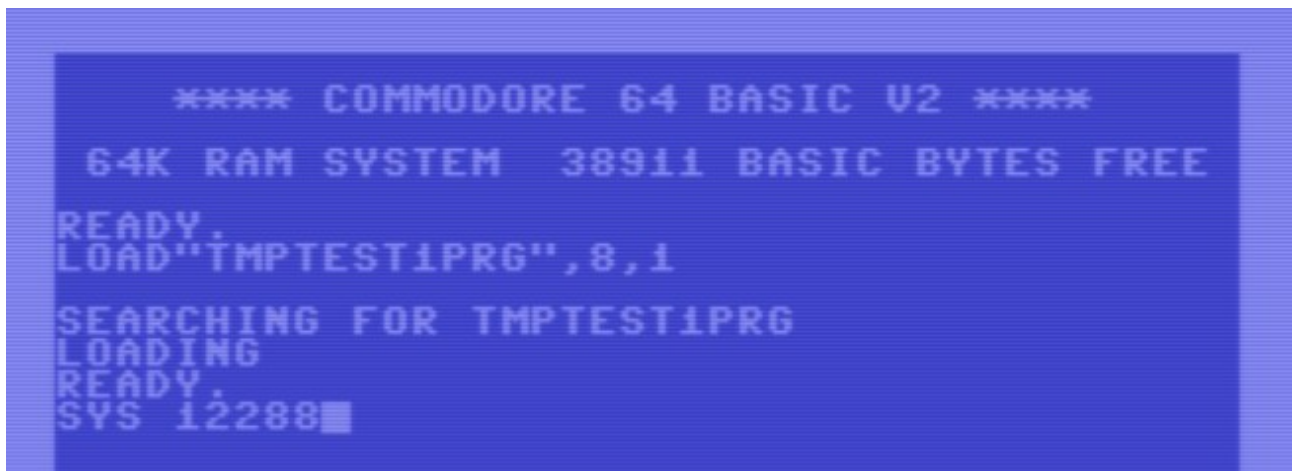 **** COMMODORE 64 BASIC V2 ****
64K RAM SYSTEM  38911 BASIC BYTES FREE
READY.
LOAD"TMPTEST1PRG",8,1
SEARCHING FOR TMPTEST1PRG
LOADING
READY.
SYS 12288